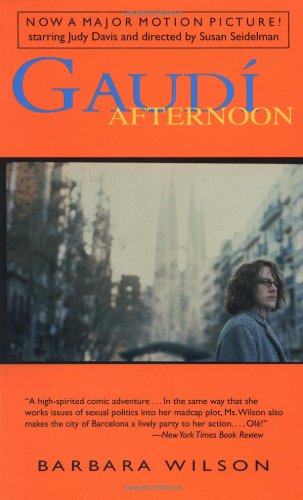 NOW A MAJOR MOTION PICTURE!
starring Judy Davis and directed by Susan Seidelman
GAUDÍ
AFTERNOON
"A high-spirited comic adventure . . . In the same way that she
works issues of sexual politics into her madcap plot, Ms. Wilson also
makes the city of Barcelona a lively party to her action. . . . Olé!"
—New York Times Book Review
BARBARA WILSON